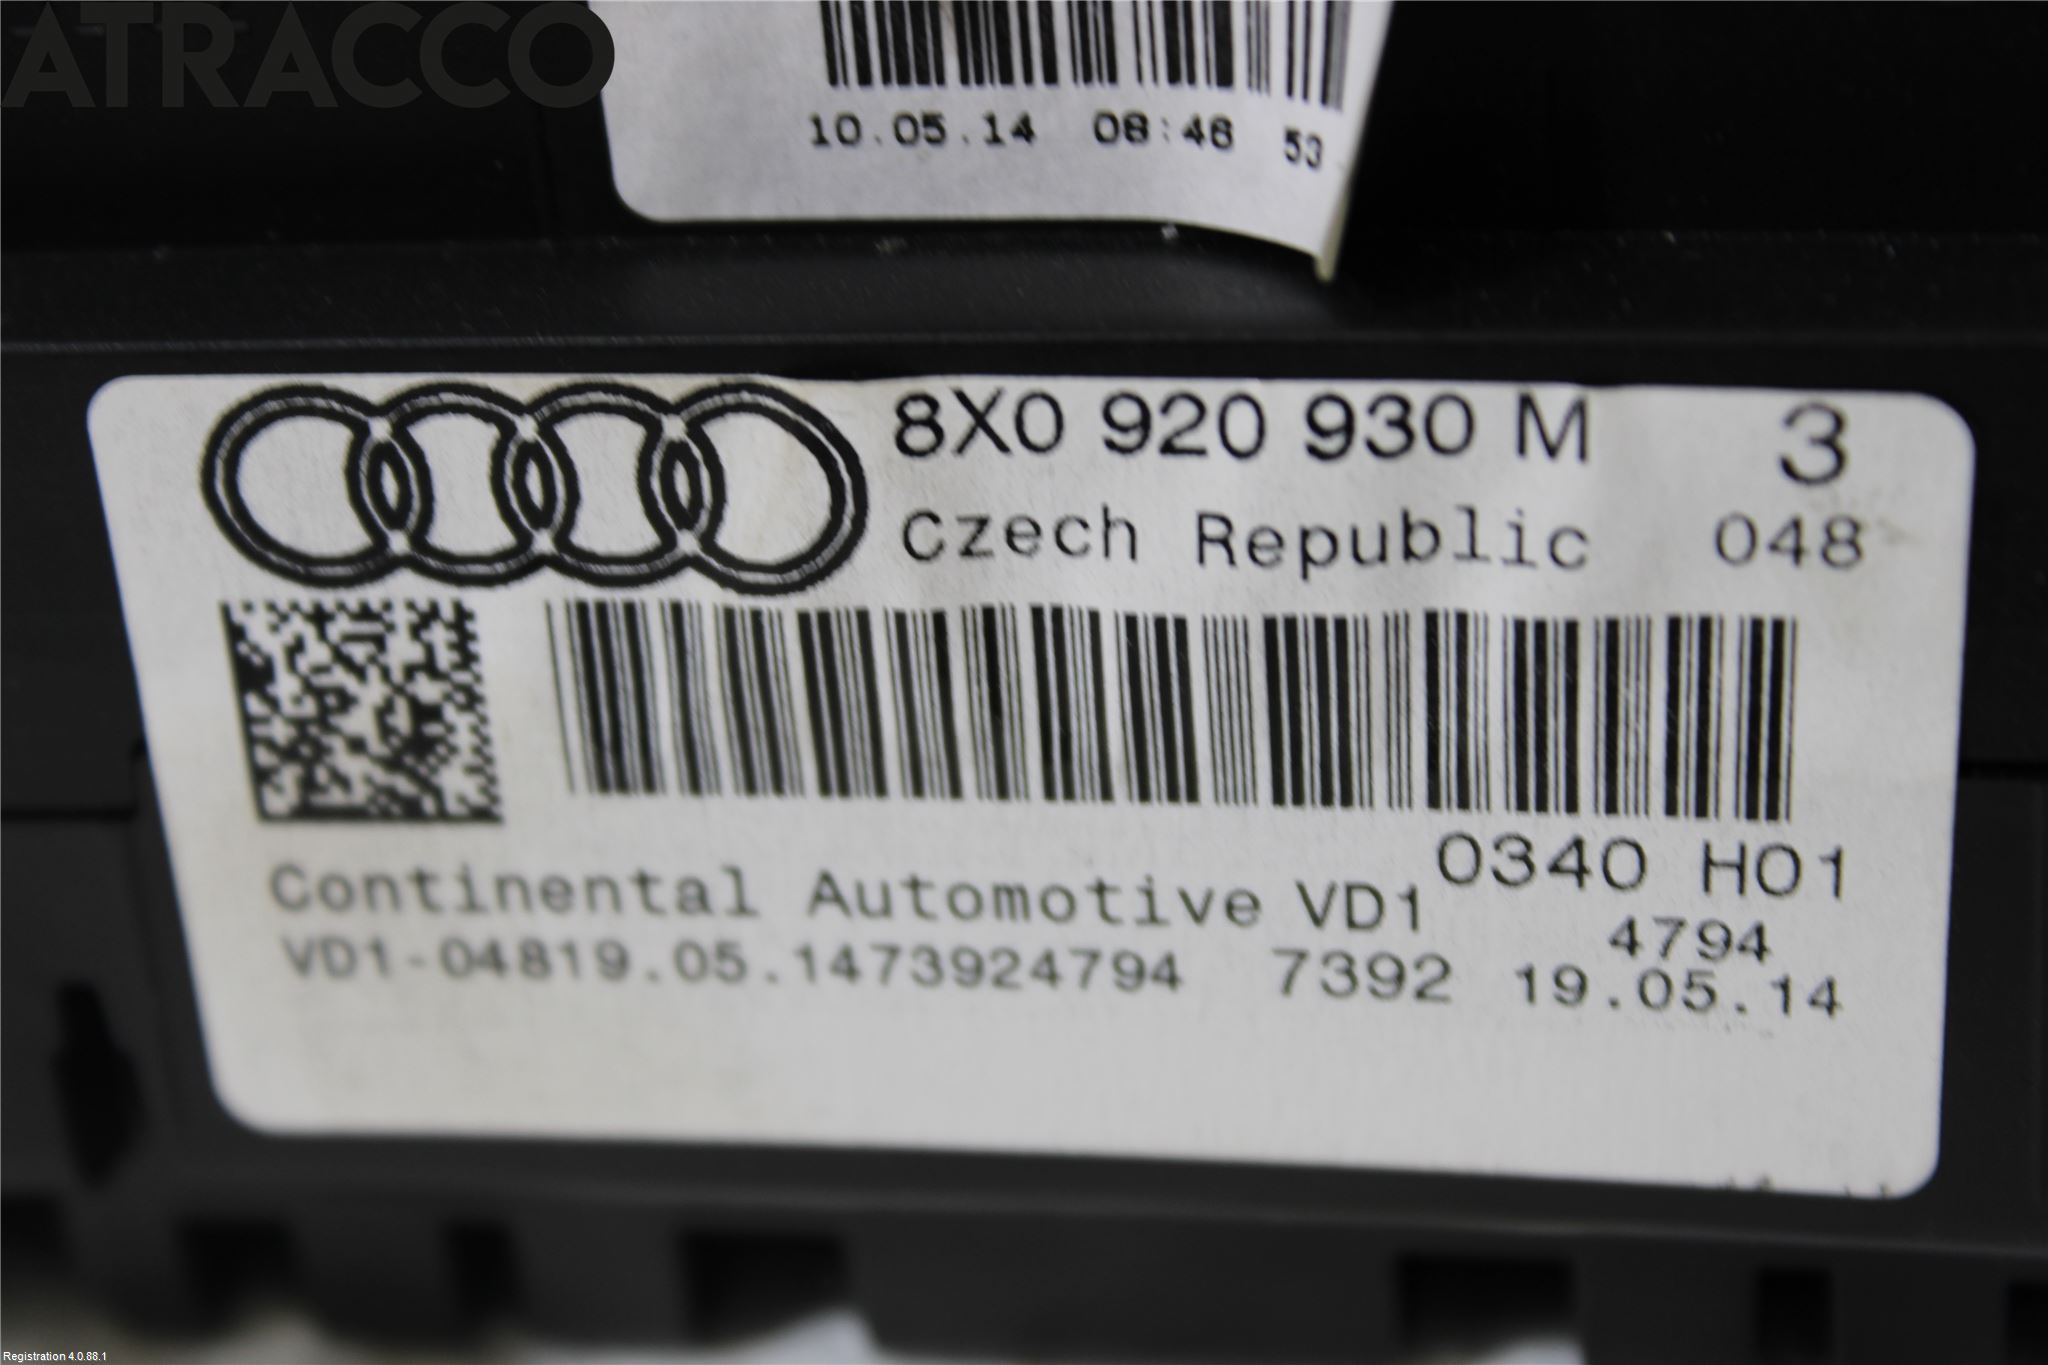 ATRACCO
10.05.14 08:46 53
8X0 920 930 M 3
Czech Republic 048
0340 H01
Continental Automotive VD1 4794
VD1-04819.05.1473924794 7392 19.05.14
Registration 4.0.88.1